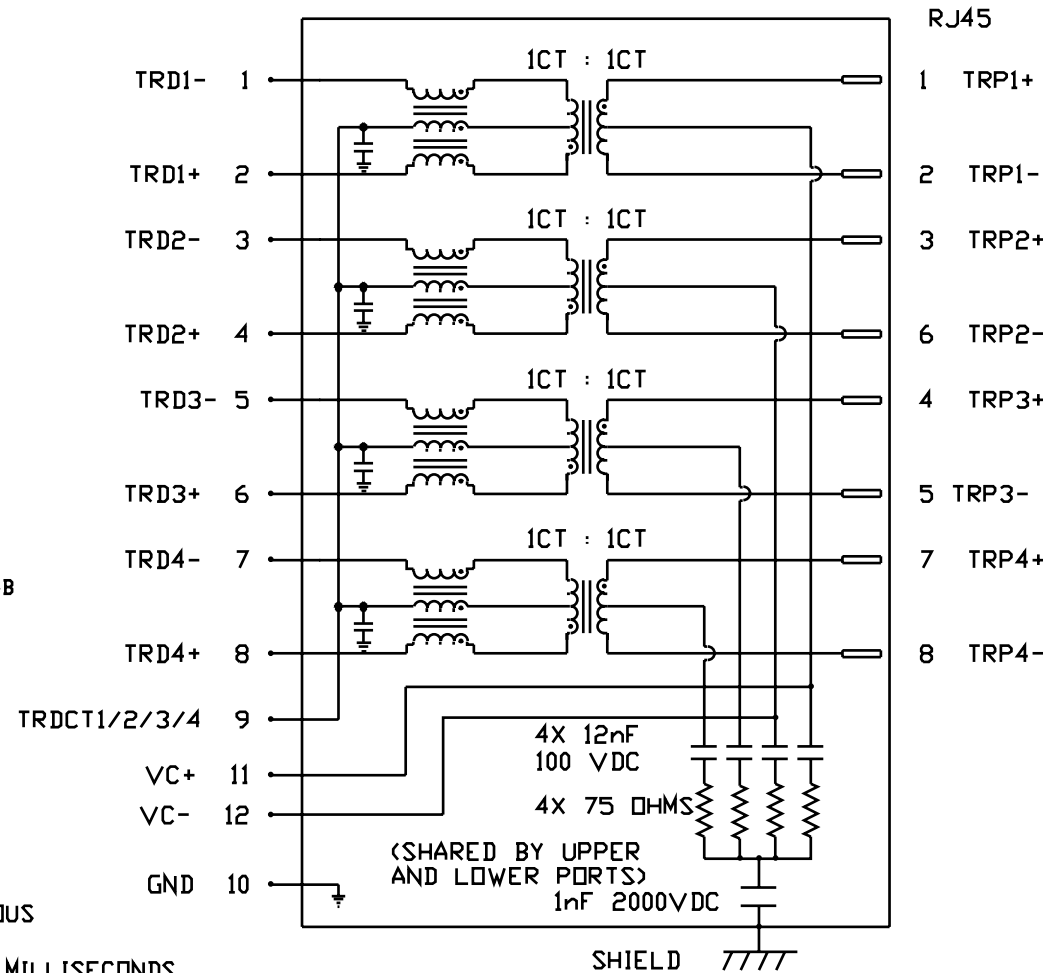 RJ45
1CT : 1CT
TRD1- 1 1 TRP1+
TRD1+ 2 2 TRP1-
1CT : 1CT
TRD2- 3 3 TRP2+
TRD2+ 4 6 TRP2-
1CT : 1CT
TRD3- 5 4 TRP3+
TRD3+ 6 5 TRP3-
1CT : 1CT
TRD4- 7 7 TRP4+
B
TRD4+ 8 8 TRP4-
TRDCT1/2/3/4 9
4X 12nF
100 VDC
VC+ 11
4X 75 OHMS
VC- 12
(SHARED BY UPPER
AND LOWER PORTS)
GND 10
1nF 2000VDC
OUS
SHIELD
MILLISECONDS